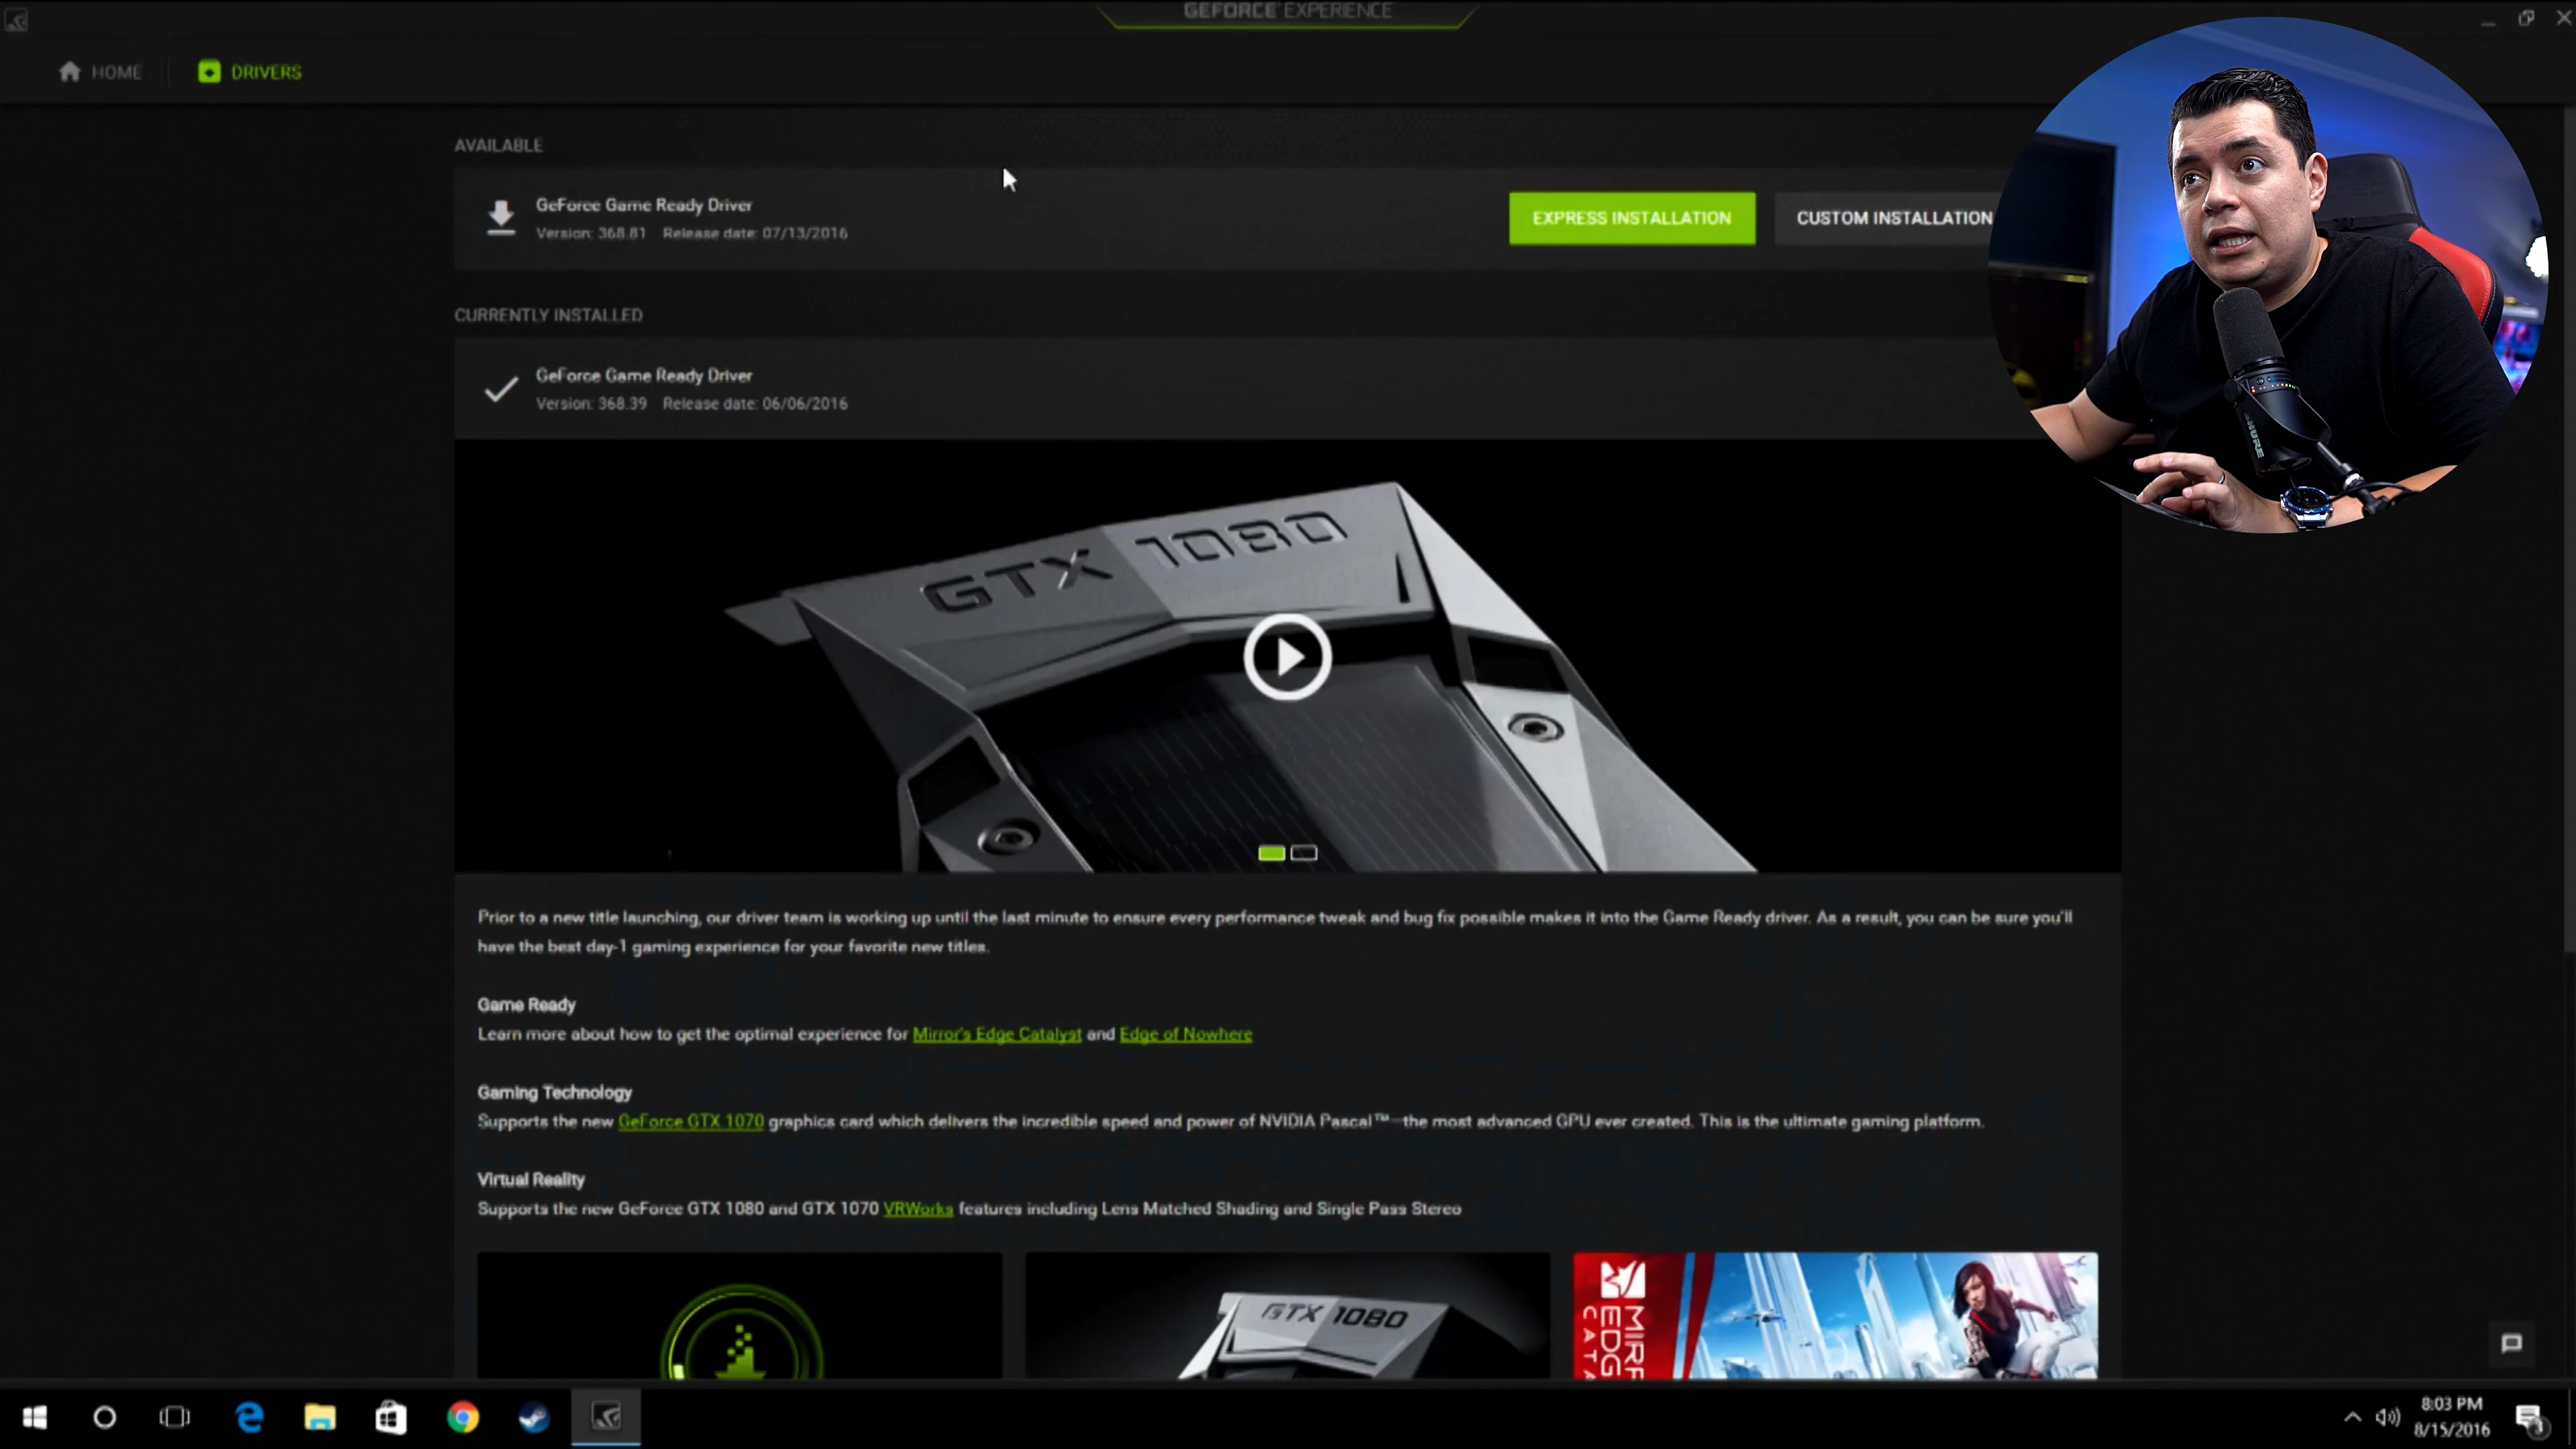 GEFORCE® EXPERIENCE
HOME
DRIVERS
AVAILABLE
GeForce Game Ready Driver
Version: 368.81 Release date: 07/13/2016
EXPRESS INSTALLATION
CUSTOM INSTALLATION
CURRENTLY INSTALLED
GeForce Game Ready Driver
Version: 368.39 Release date: 06/06/2016
SHURE
GTX 1080
Prior to a new title launching, our driver team is working up until the last minute to ensure every performance tweak and bug fix possible makes it into the Game Ready driver. As a result, you can be sure you'll
have the best day-1 gaming experience for your favorite new titles.
Game Ready
Learn more about how to get the optimal experience for Mirror's Edge Catalyst and Edge of Nowhere
Gaming Technology
Supports the new GeForce GTX 1070 graphics card which delivers the incredible speed and power of NVIDIA Pascal™—the most advanced GPU ever created. This is the ultimate gaming platform.
Virtual Reality
Supports the new GeForce GTX 1080 and GTX 1070 VRWorks features including Lens Matched Shading and Single Pass Stereo
GTX 1080
MIRR
EDG
CATA
8:03 PM
8/15/2016